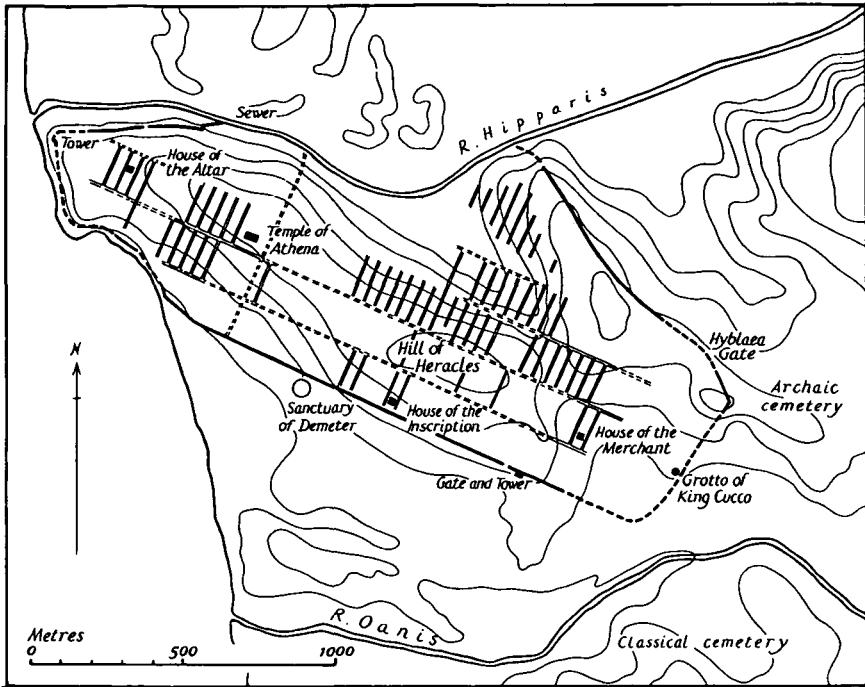 Sewer
R. Hipparis
Tower
House of
the Altar
Temple of
Athena
N
Hill of
Heracles
Hyblaea
Gate
Archaic
cemetery
Sanctuary
of Demeter
House of the
Inscription
House of the
Merchant
Gate and Tower
Grotto of
King Cucco
R. Oanis
Classical cemetery
Metres
0 500 1000